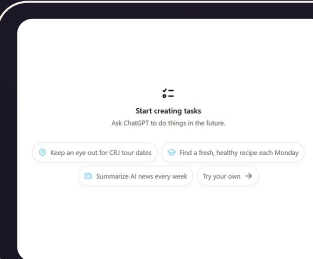 Start creating tasks
Ask ChatGPT to do things in the future.
Keep an eye out for CRJ tour dates
Find a fresh, healthy recipe each Monday
Summarize AI news every week
Try your own →